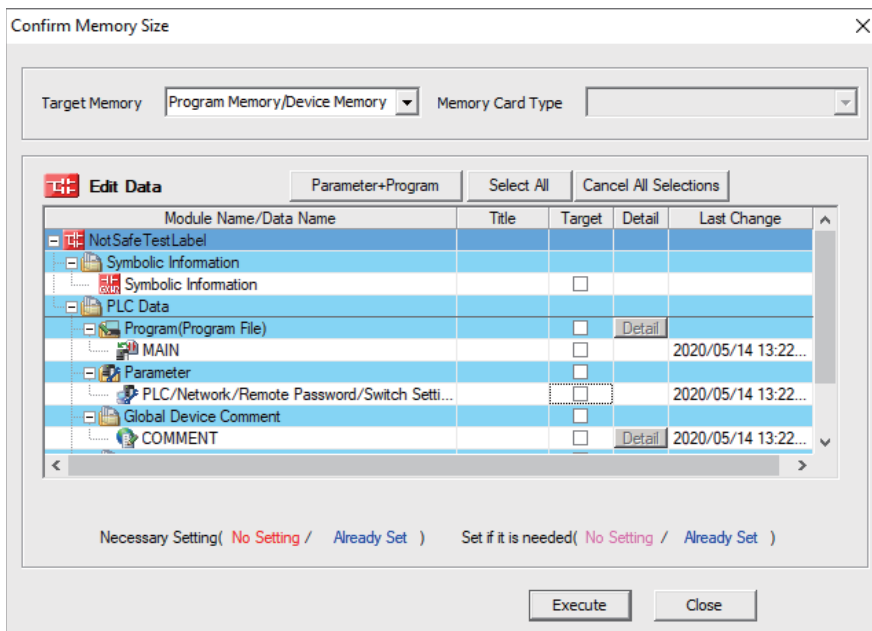 Confirm Memory Size
Target Memory Program Memory/Device Memory Memory Card Type
Edit Data Parameter+Program Select All Cancel All Selections
Module Name/Data Name Title Target Detail Last Change
NotSafeTestLabel
Symbolic Information
Symbolic Information
PLC Data
Program(Program File) Detail
MAIN 2020/05/14 13:22...
Parameter
PLC/Network/Remote Password/Switch Setti... 2020/05/14 13:22...
Global Device Comment
COMMENT Detail 2020/05/14 13:22...
Necessary Setting( No Setting / Already Set ) Set if it is needed( No Setting / Already Set )
Execute Close